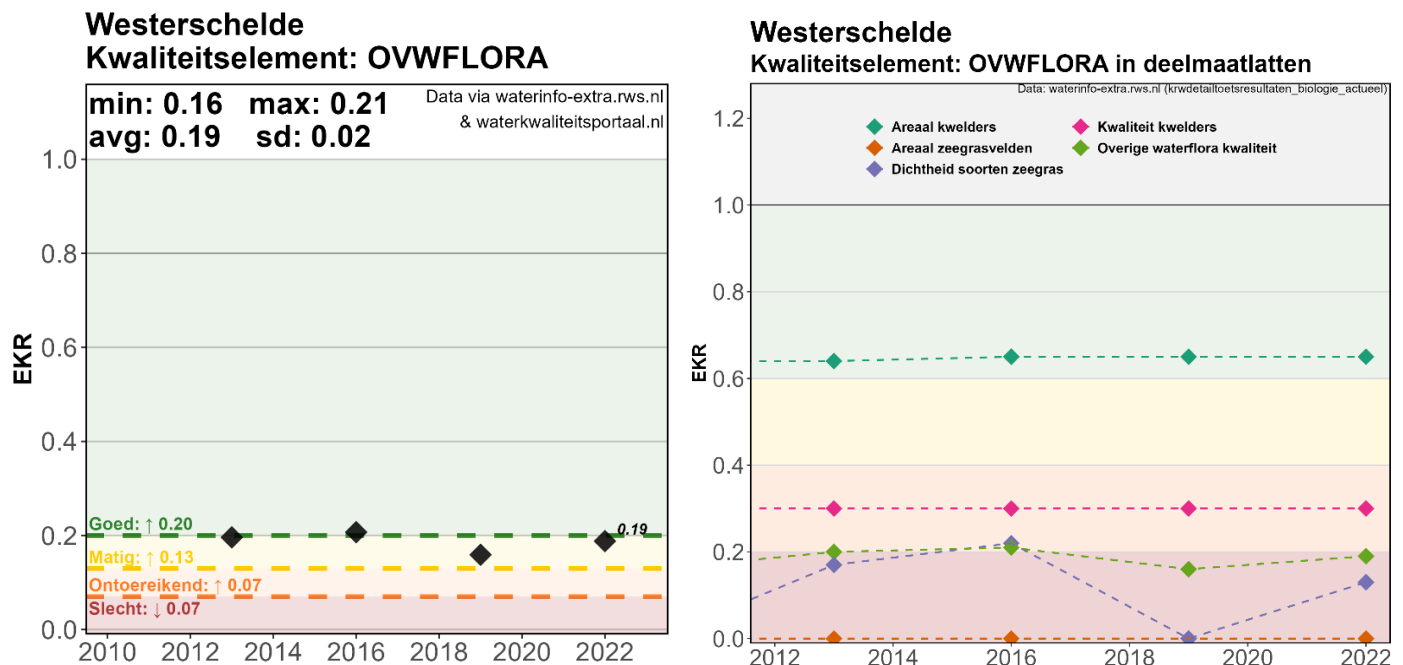 Westerschelde
Kwaliteitselement: OVWFLORA
min: 0.16 max: 0.21
avg: 0.19 sd: 0.02
Data via waterinfo-extra.rws.nl
& waterkwaliteitsportaal.nl
EKR
1.0
0.8
0.6
0.4
0.2
0.0
Goed: ↑ 0.20
0.19
Matig: ↑ 0.13
Ontoereikend: ↑ 0.07
Slecht: ↓ 0.07
2010 2012 2014 2016 2018 2020 2022
Westerschelde
Kwaliteitselement: OVWFLORA in deelmaatlatten
Data: waterinfo-extra.rws.nl (krwdetailtoetsresultaten_biologie_actueel)
Areaal kwelders
Areaal zeegrasvelden
Dichtheid soorten zeegras
Kwaliteit kwelders
Overige waterflora kwaliteit
EKR
1.2
1.0
0.8
0.6
0.4
0.2
0.0
2012 2014 2016 2018 2020 2022